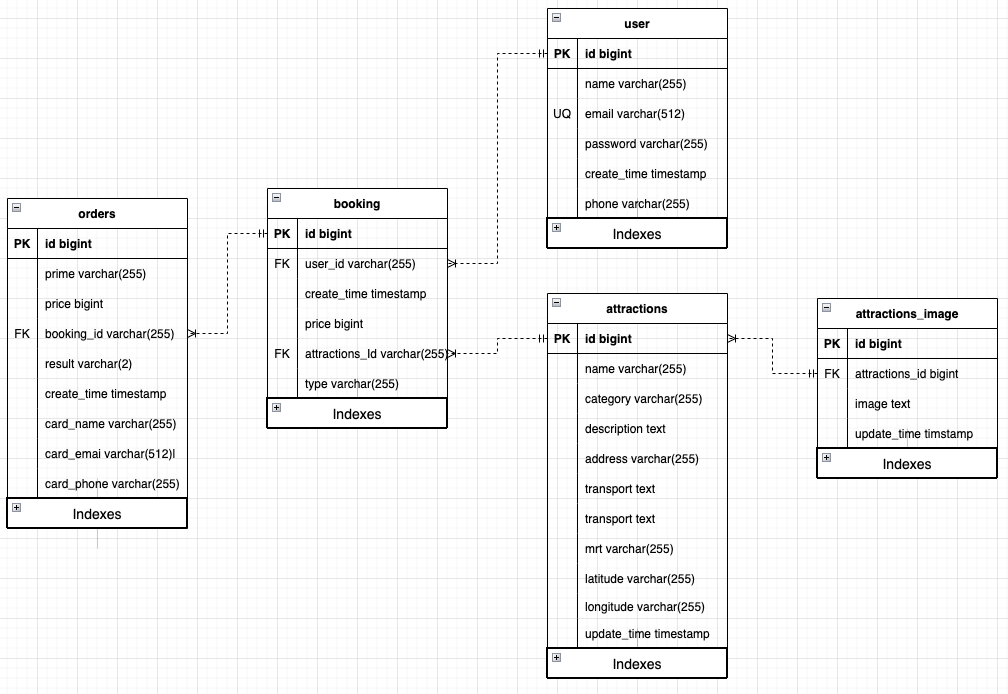 user
PK id bigint
name varchar(255)
UQ email varchar(512)
password varchar(255)
create_time timestamp
phone varchar(255)
Indexes
booking
PK id bigint
FK user_id varchar(255)
create_time timestamp
price bigint
FK attractions_Id varchar(255)
type varchar(255)
Indexes
orders
PK id bigint
prime varchar(255)
price bigint
FK booking_id varchar(255)
result varchar(2)
create_time timestamp
card_name varchar(255)
card_emai varchar(512)l
card_phone varchar(255)
Indexes
attractions
PK id bigint
name varchar(255)
category varchar(255)
description text
address varchar(255)
transport text
transport text
mrt varchar(255)
latitude varchar(255)
longitude varchar(255)
update_time timestamp
Indexes
attractions_image
PK id bigint
FK attractions_id bigint
image text
update_time timstamp
Indexes